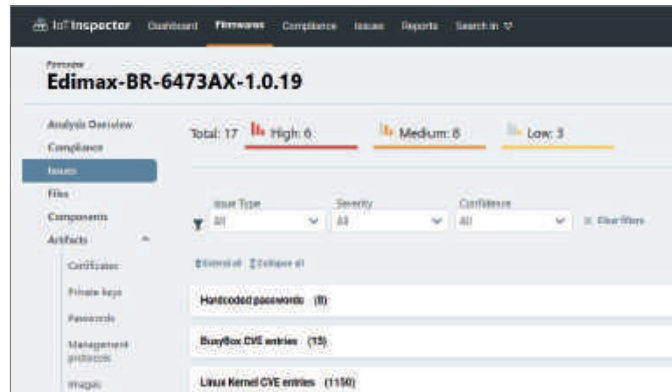 IoT Inspector Dashboard Firmwares Compliance Issues Reports Search in
Firmware
Edimax-BR-6473AX-1.0.19
Analysis Overview
Total: 17 High: 6 Medium: 8 Low: 3
Compliance
Issues
Files
Issue Type Severity Confidence
Components
All All All Clear filters
Artifacts
Extend all Collapse all
Certificates
Private keys
Hardcoded passwords
Passwords
Management
protocols
BusyBox CVE entries (13)
Images
Linux Kernel CVE entries (1150)